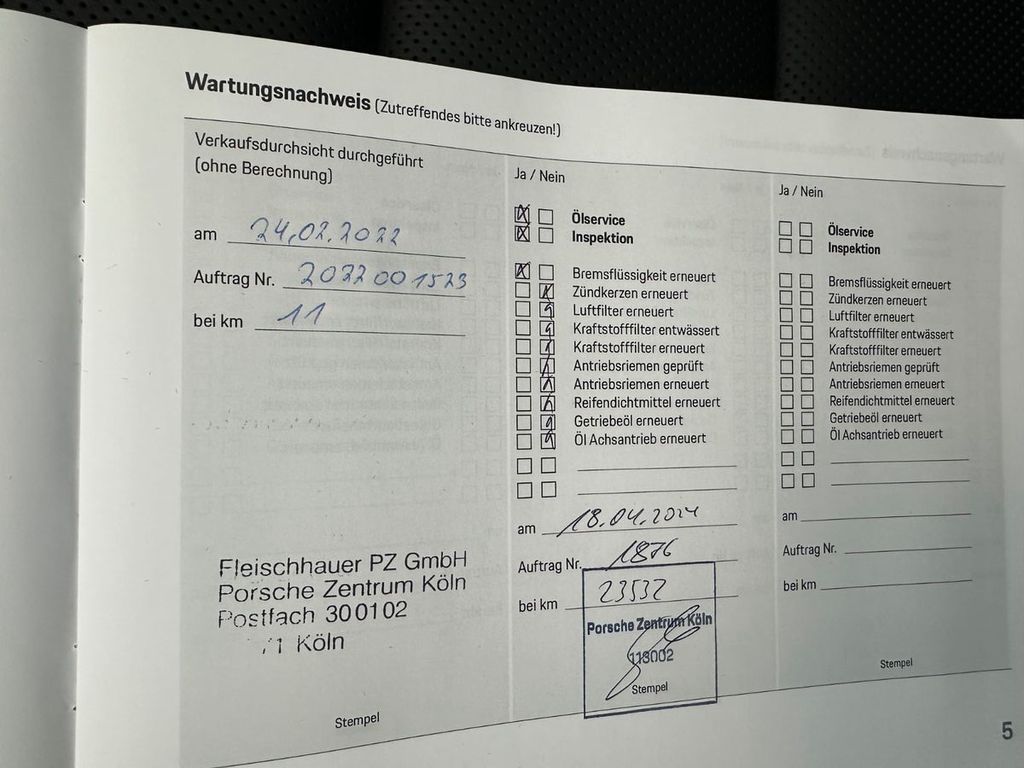 Wartungsnachweis (Zutreffendes bitte ankreuzen!)
Verkaufsdurchsicht durchgeführt
(ohne Berechnung)
am 24.02.2022
Auftrag Nr. 2022001523
bei km 11
Fleischhauer PZ GmbH
Porsche Zentrum Köln
Postfach 300102
71 Köln
Stempel
Ja / Nein
Ölservice
Inspektion
Bremsflüssigkeit erneuert
Zündkerzen erneuert
Luftfilter erneuert
Kraftstofffilter entwässert
Kraftstofffilter erneuert
Antriebsriemen geprüft
Antriebsriemen erneuert
Reifendichtmittel erneuert
Getriebeöl erneuert
Öl Achsantrieb erneuert
am 18.04.2024
Auftrag Nr. 1876
bei km 23532
Porsche Zentrum Köln
118002
Stempel
Ja / Nein
Ölservice
Inspektion
Bremsflüssigkeit erneuert
Zündkerzen erneuert
Luftfilter erneuert
Kraftstofffilter entwässert
Kraftstofffilter erneuert
Antriebsriemen geprüft
Antriebsriemen erneuert
Reifendichtmittel erneuert
Getriebeöl erneuert
Öl Achsantrieb erneuert
am
Auftrag Nr.
bei km
Stempel
5